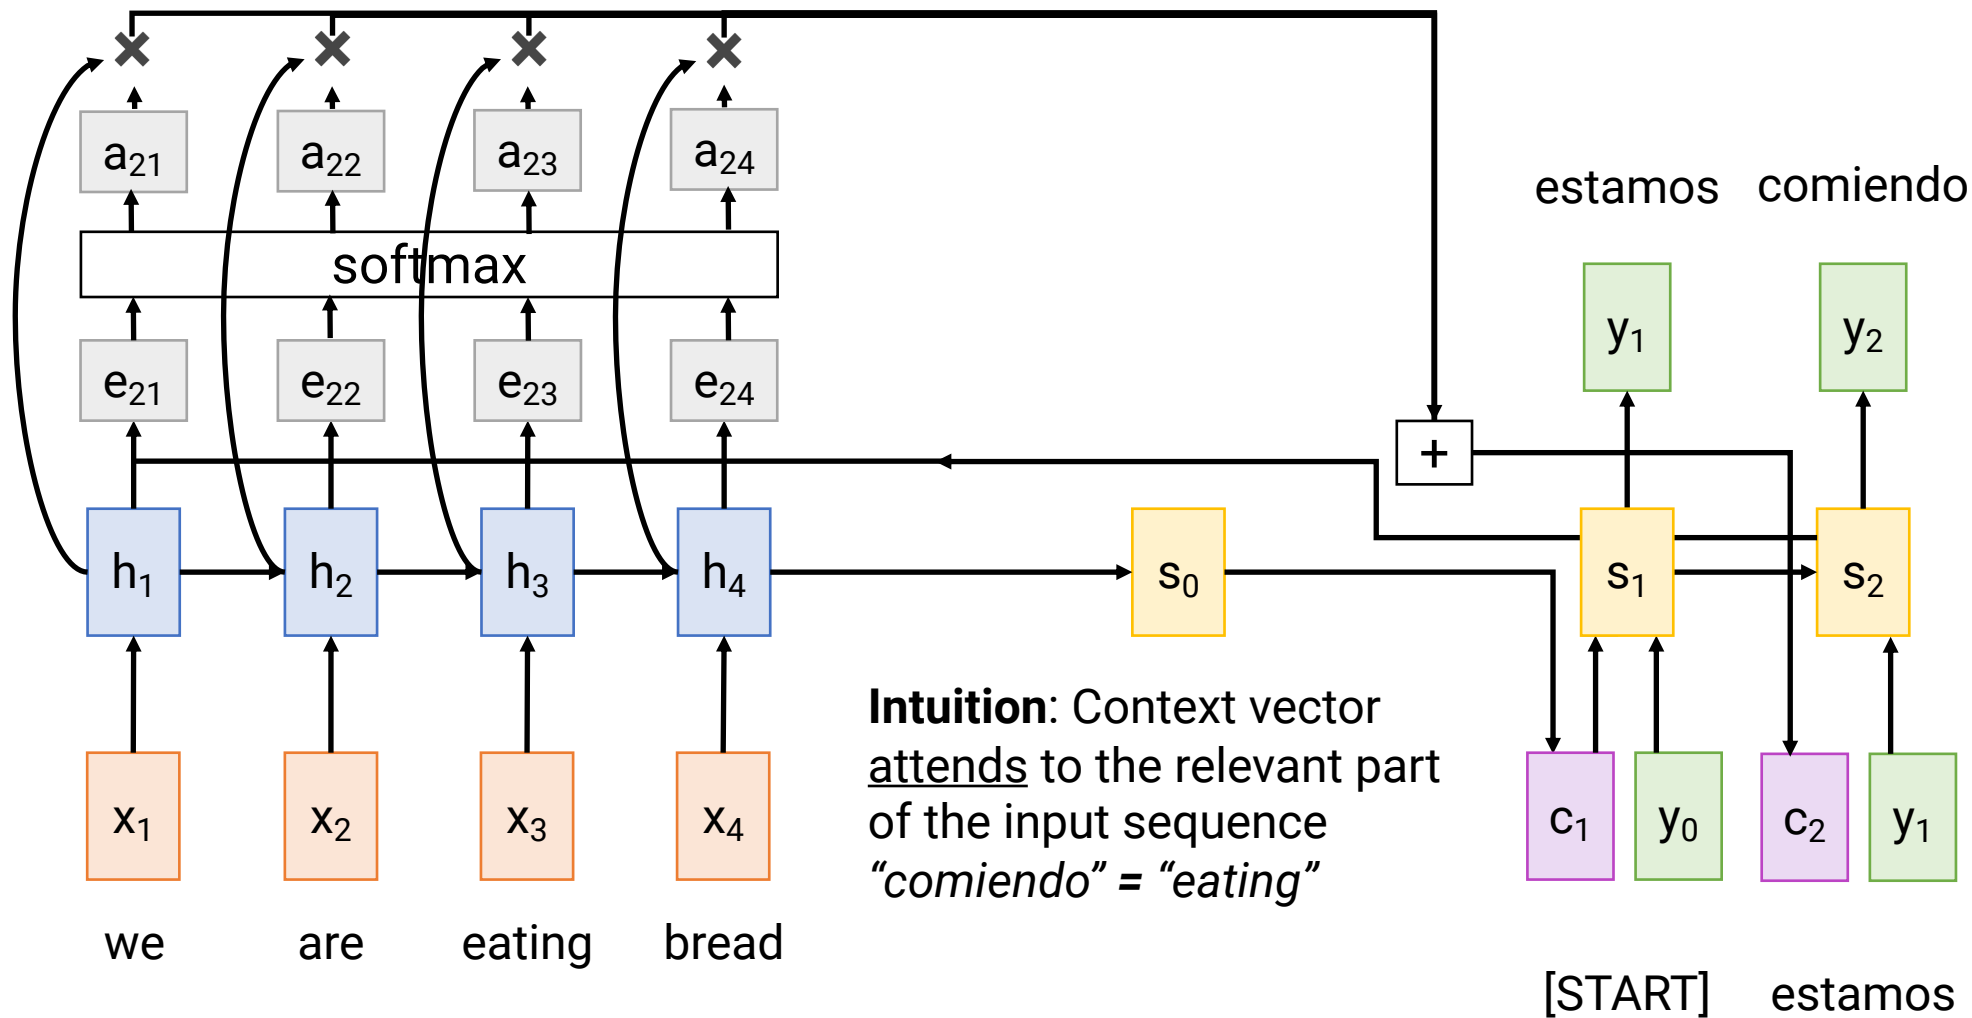 a₂₁ a₂₂ a₂₃ a₂₄
estamos comiendo
softmax
y₁ y₂
e₂₁ e₂₂ e₂₃ e₂₄
+
h₁ h₂ h₃ h₄ s₀ s₁ s₂
Intuition: Context vector
attends to the relevant part
of the input sequence
“comiendo” = “eating”
x₁ x₂ x₃ x₄ c₁ y₀ c₂ y₁
we are eating bread
[START] estamos